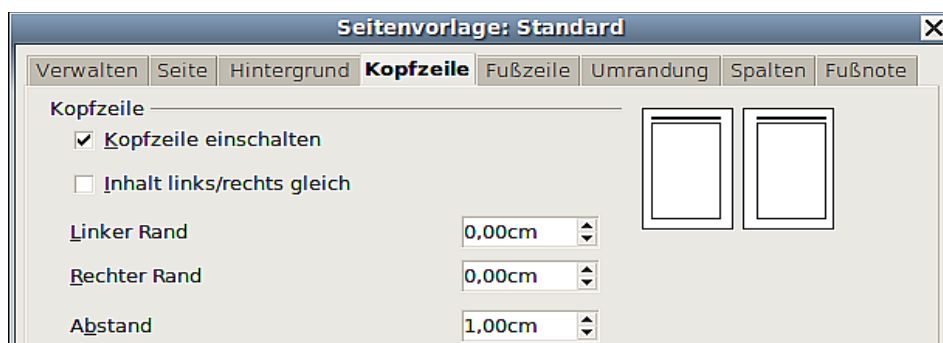 Seitenvorlage: Standard
Verwalten Seite Hintergrund Kopfzeile Fußzeile Umrandung Spalten Fußnote
Kopfzeile
Kopfzeile einschalten
Inhalt links/rechts gleich
Linker Rand 0,00cm
Rechter Rand 0,00cm
Abstand 1,00cm